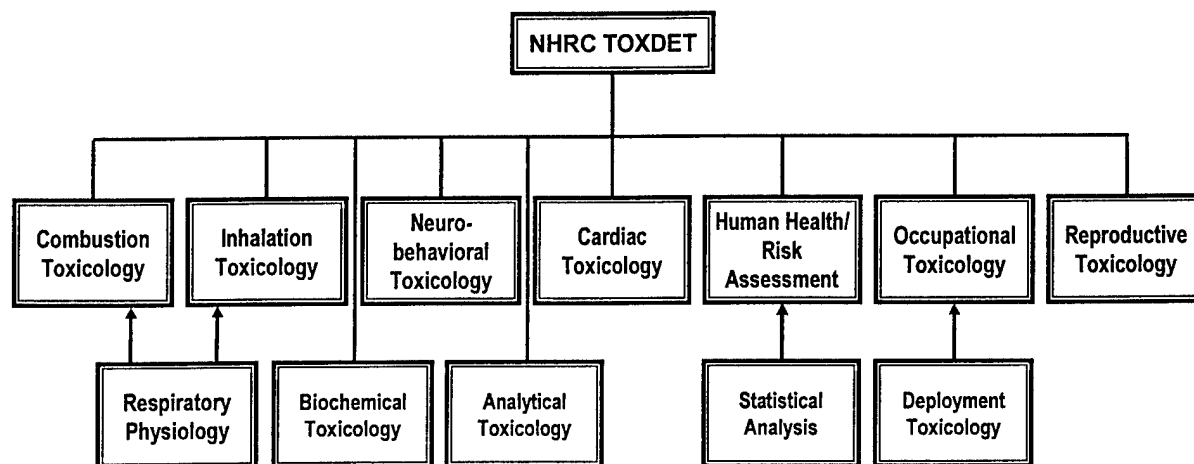 NHRC TOXDET
Combustion
Toxicology
Inhalation
Toxicology
Neuro-
behavioral
Toxicology
Cardiac
Toxicology
Human Health/
Risk
Assessment
Occupational
Toxicology
Reproductive
Toxicology
Respiratory
Physiology
Biochemical
Toxicology
Analytical
Toxicology
Statistical
Analysis
Deployment
Toxicology